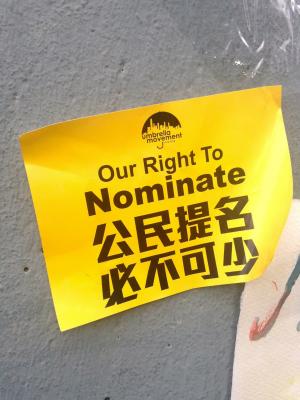 umbrella
movement
Our Right To
Nominate
公民提名
必不可少